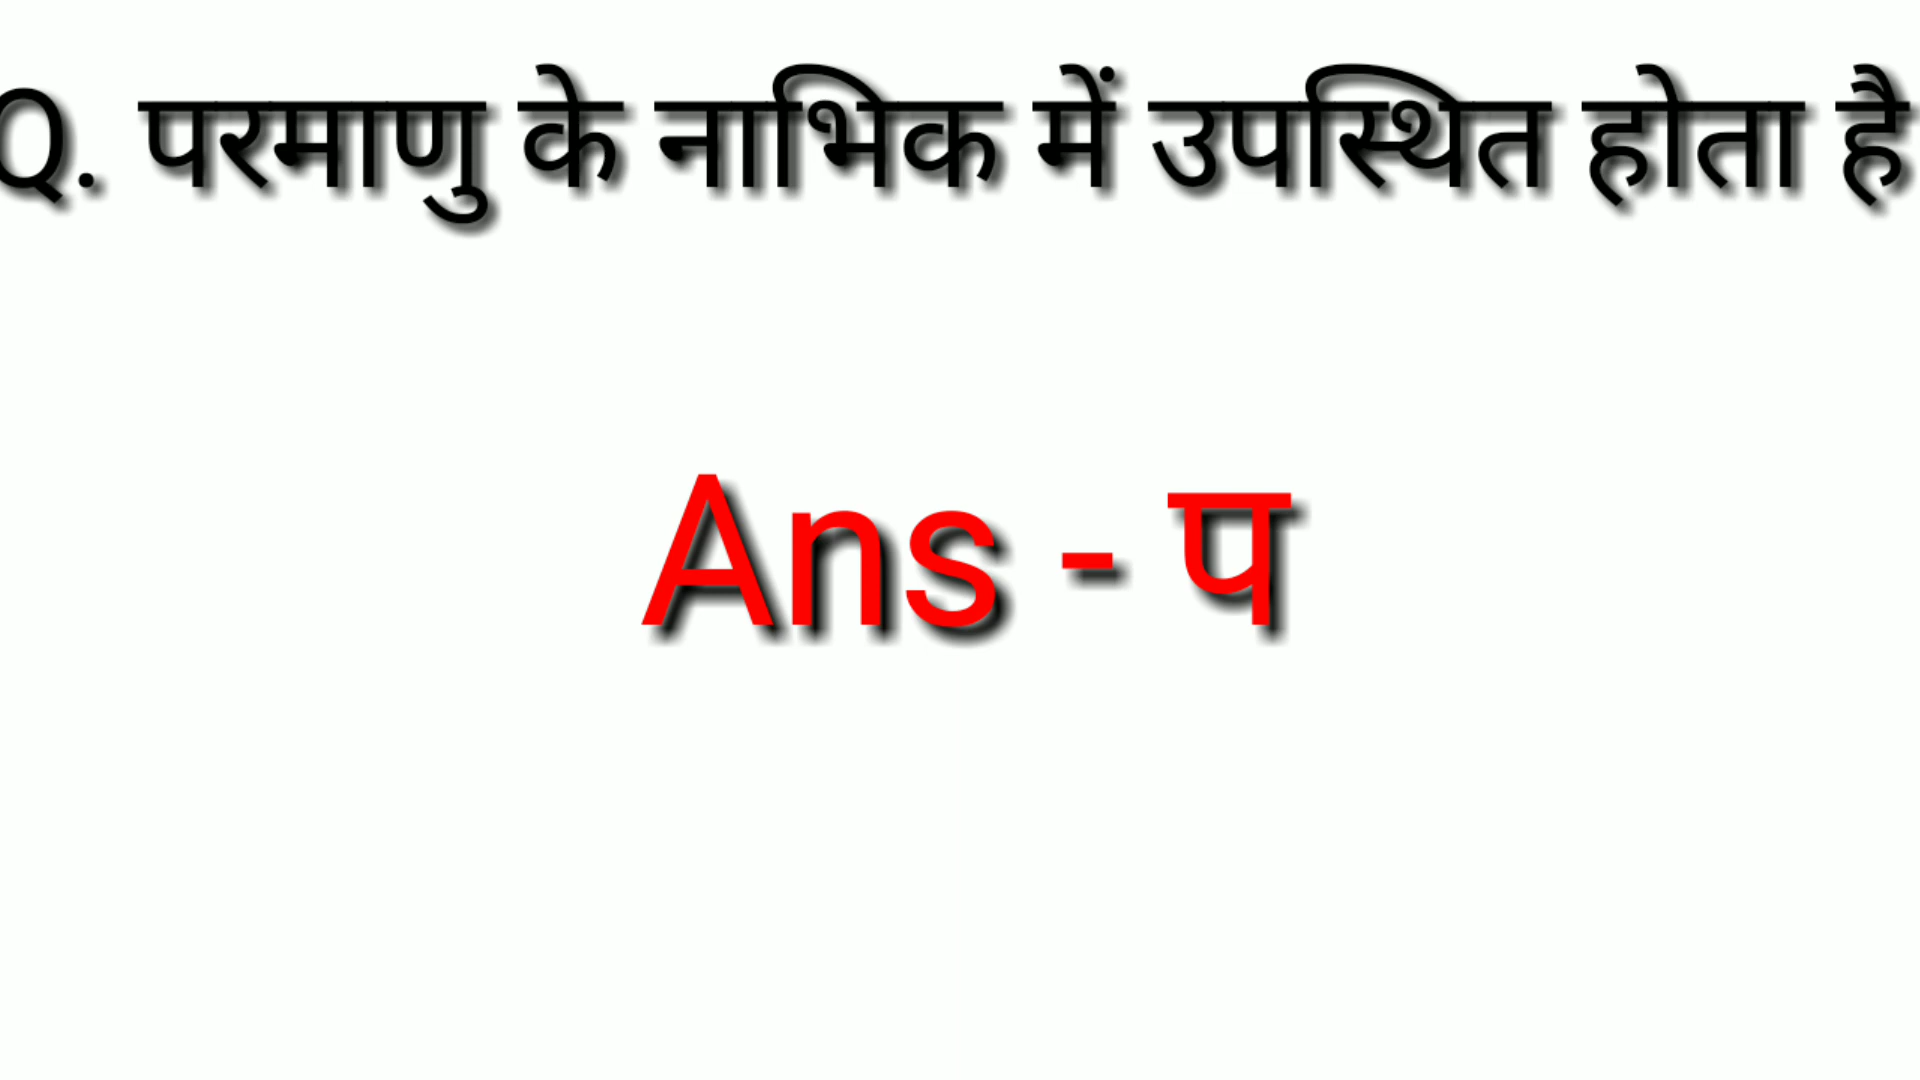 Q. परमाणु के नाभिक में उपस्थित होता है
Ans - प